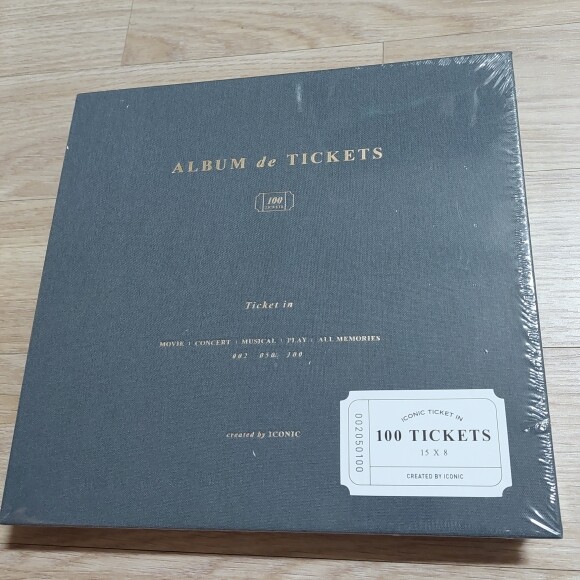 ALBUM de TICKETS
100
TICKETS
Ticket in
MOVIE | CONCERT | MUSICAL | PLAY | ALL MEMORIES
002 050 100
created by ICONIC
002050100
ICONIC TICKET IN
100 TICKETS
15 X 8
CREATED BY ICONIC